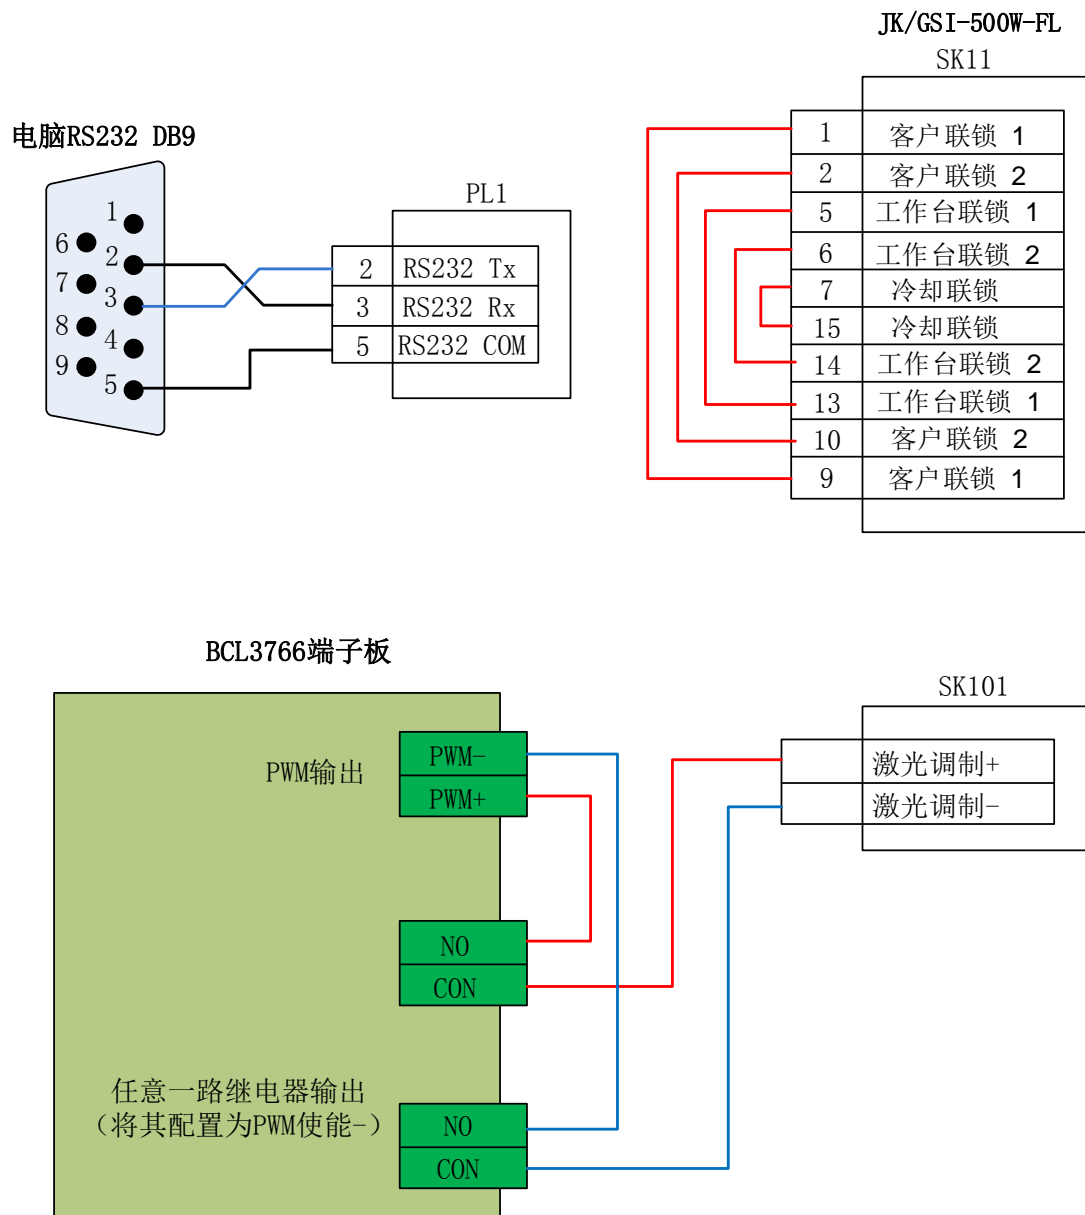 JK/GSI-500W-FL
SK11
1 客户联锁 1
2 客户联锁 2
5 工作台联锁 1
6 工作台联锁 2
7 冷却联锁
15 冷却联锁
14 工作台联锁 2
13 工作台联锁 1
10 客户联锁 2
9 客户联锁 1
电脑RS232 DB9
1
6
2
7
3
8
4
9
5
PL1
2 RS232 Tx
3 RS232 Rx
5 RS232 COM
BCL3766端子板
PWM输出
PWM-
PWM+
NO
CON
任意一路继电器输出
（将其配置为PWM使能-）
NO
CON
SK101
激光调制+
激光调制-